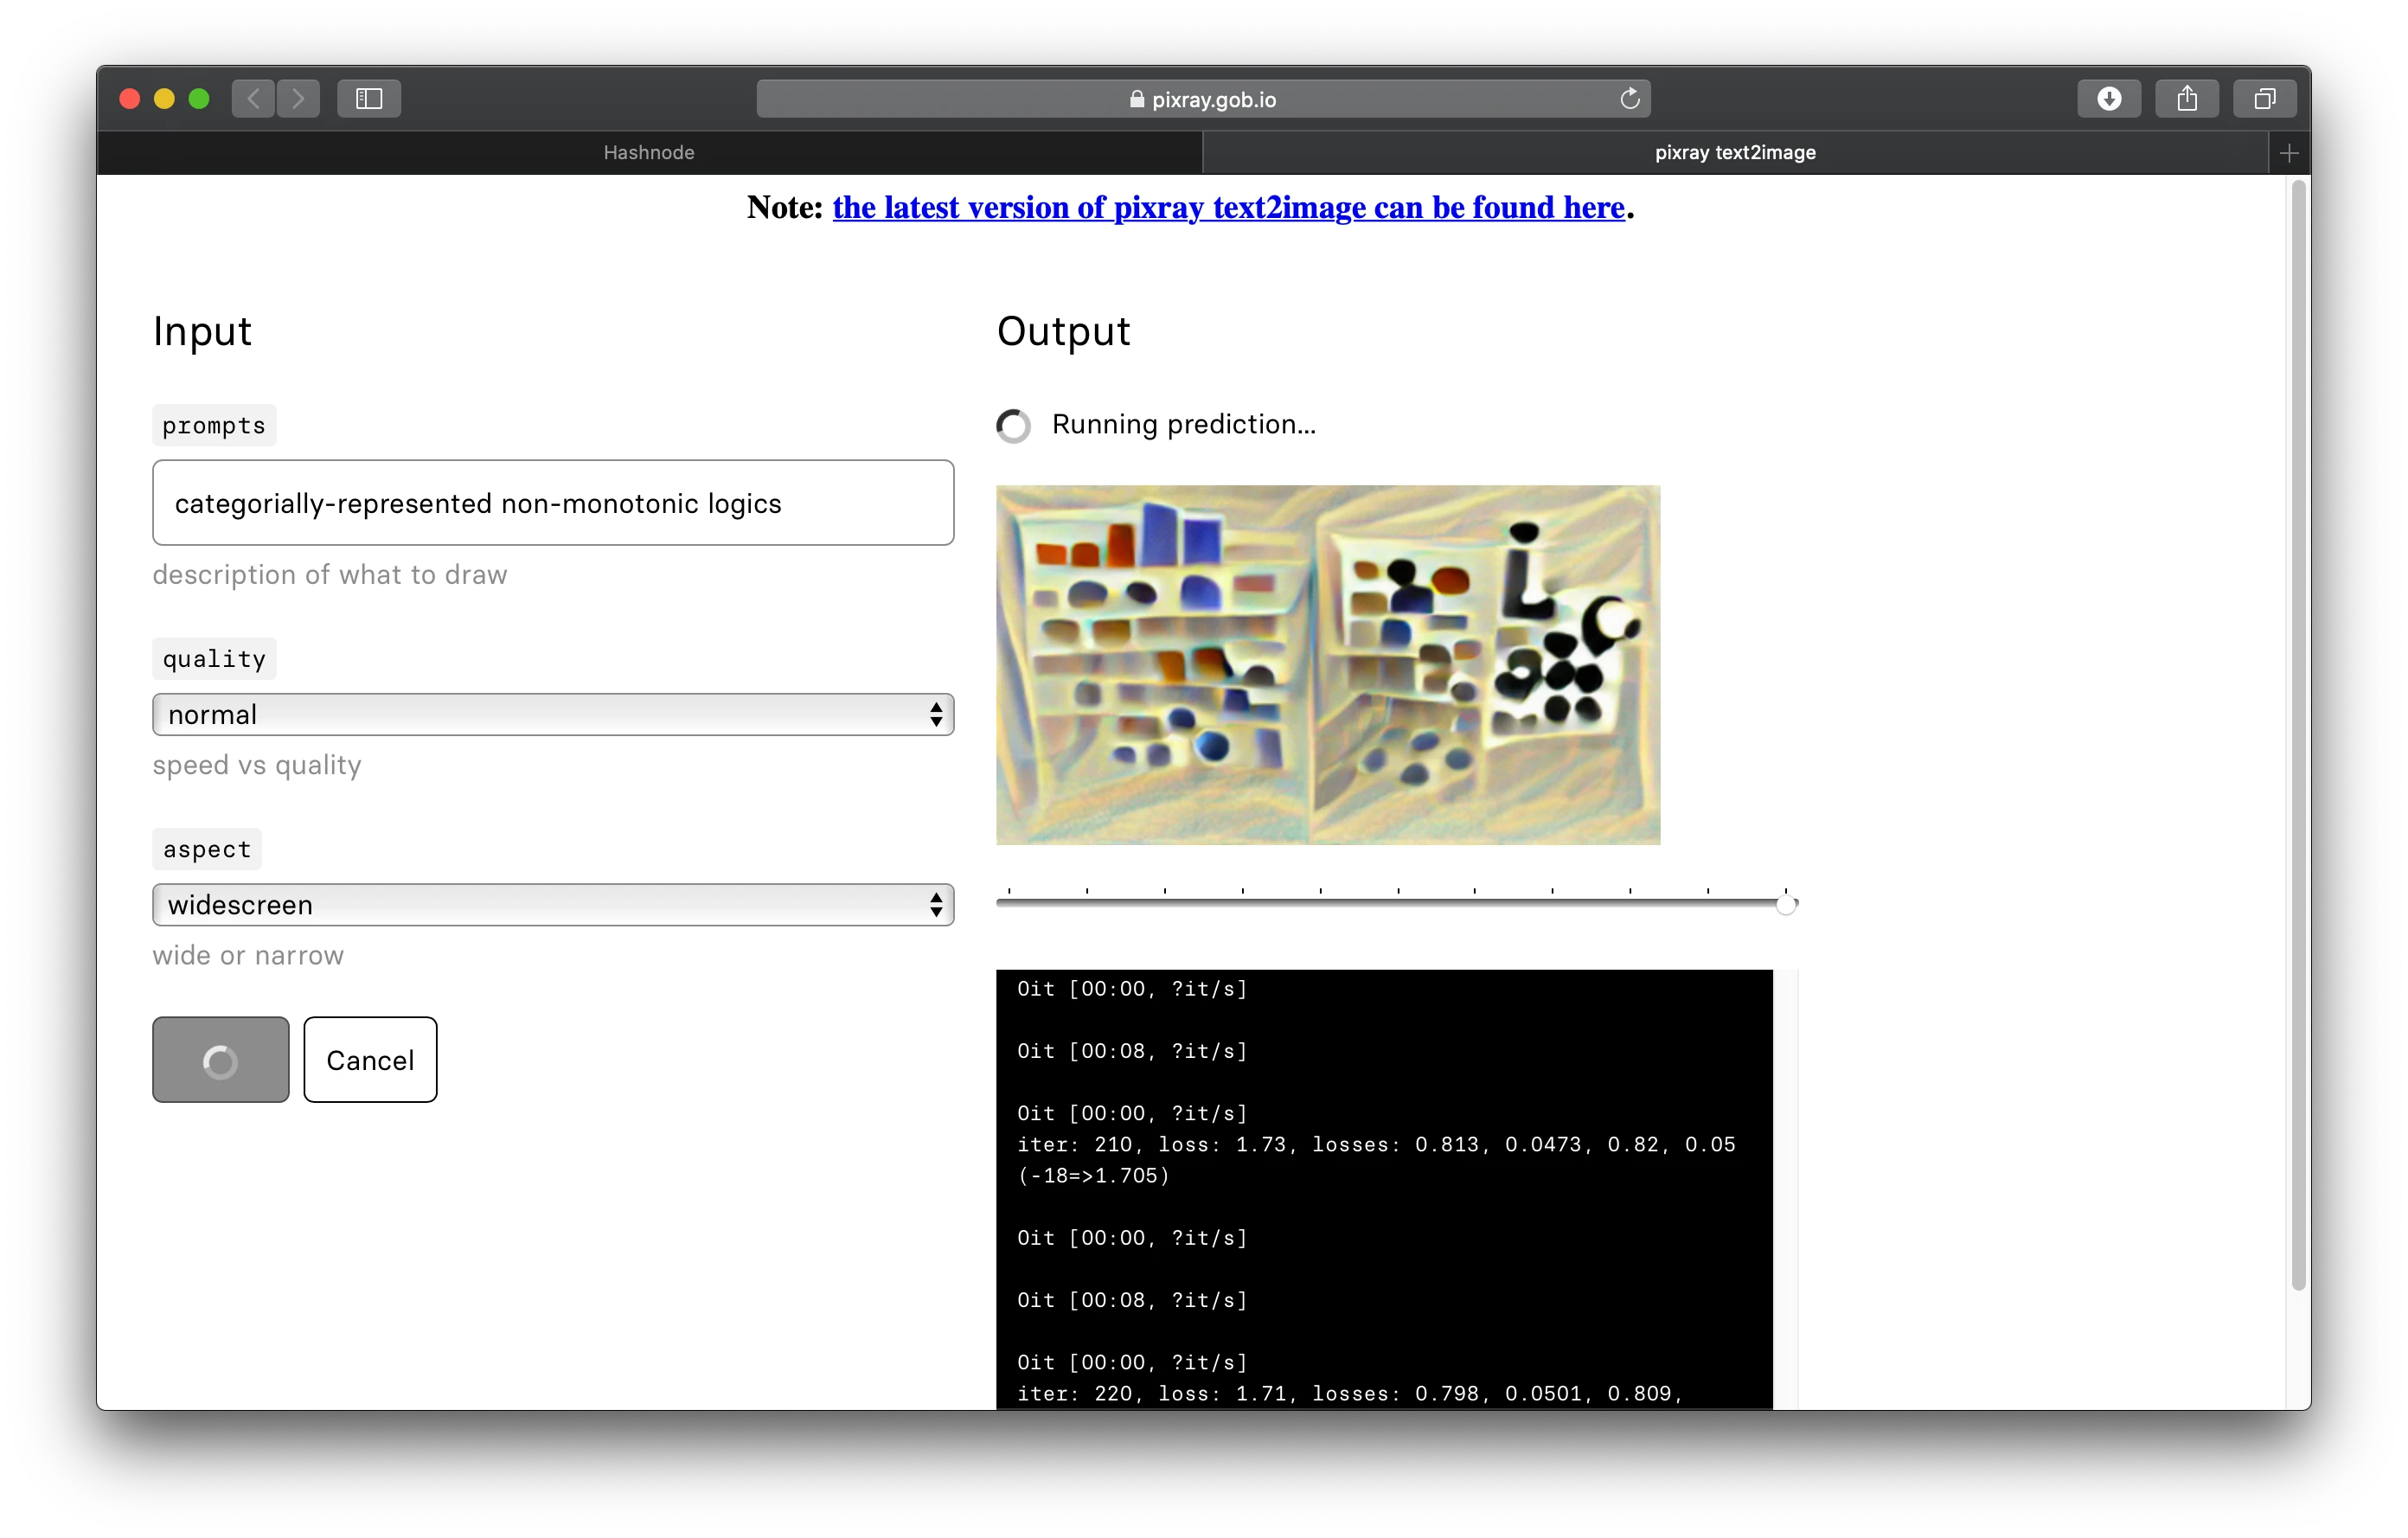 pixray.gob.io
Hashnode
pixray text2image
Note: the latest version of pixray text2image can be found here.
Input
prompts
categorially-represented non-monotonic logics
description of what to draw
quality
normal
speed vs quality
aspect
widescreen
wide or narrow
Cancel
Output
Running prediction...
0it [00:00, ?it/s]
0it [00:08, ?it/s]
0it [00:00, ?it/s]
iter: 210, loss: 1.73, losses: 0.813, 0.0473, 0.82, 0.05
(-18=>1.705)
0it [00:00, ?it/s]
0it [00:08, ?it/s]
0it [00:00, ?it/s]
iter: 220, loss: 1.71, losses: 0.798, 0.0501, 0.809,